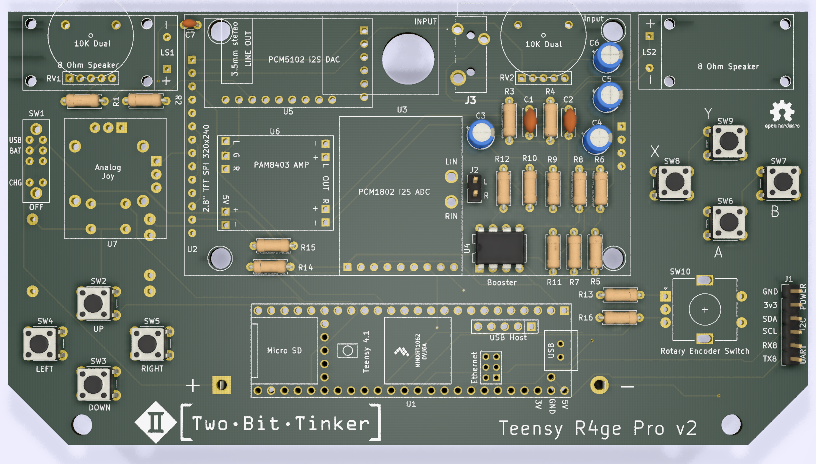 INPUT
Input
C7
LS1
10K Dual
8 Ohm Speaker
RV1
3.5mm stereo
LINE OUT
PCM5102 I2S DAC
U5
J3
10K Dual
RV2
C6
C5
LS2
8 Ohm Speaker
R1
R2
SW1
USB
BAT
CHG
OFF
Analog
Joy
U7
2.8" TFT SPI 320x240
U2
U6
L
G
R
PAM8403 AMP
5V
L
OUT
R
U3
PCM1802 I2S ADC
LIN
RIN
C3
R3
C1
R4
C2
C4
R12
R10
R9
R8
R6
J2
L
R
U4
Booster
R11
R7
R5
R15
R14
open hardware
Y
SW9
X
SW8
SW7
B
SW6
A
SW2
UP
SW4
LEFT
SW5
RIGHT
SW3
DOWN
Micro SD
Teensy 4.1
MIMXRT1062
DVJ6A
USB Host
Ethernet
USB
U1
3V
GND
5V
R13
R16
SW10
Rotary Encoder Switch
J1
GND
3v3
SDA
SCL
RX8
TX8
POWER
I2C
UART
+
−
II
Two·Bit·Tinker
Teensy R4ge Pro v2